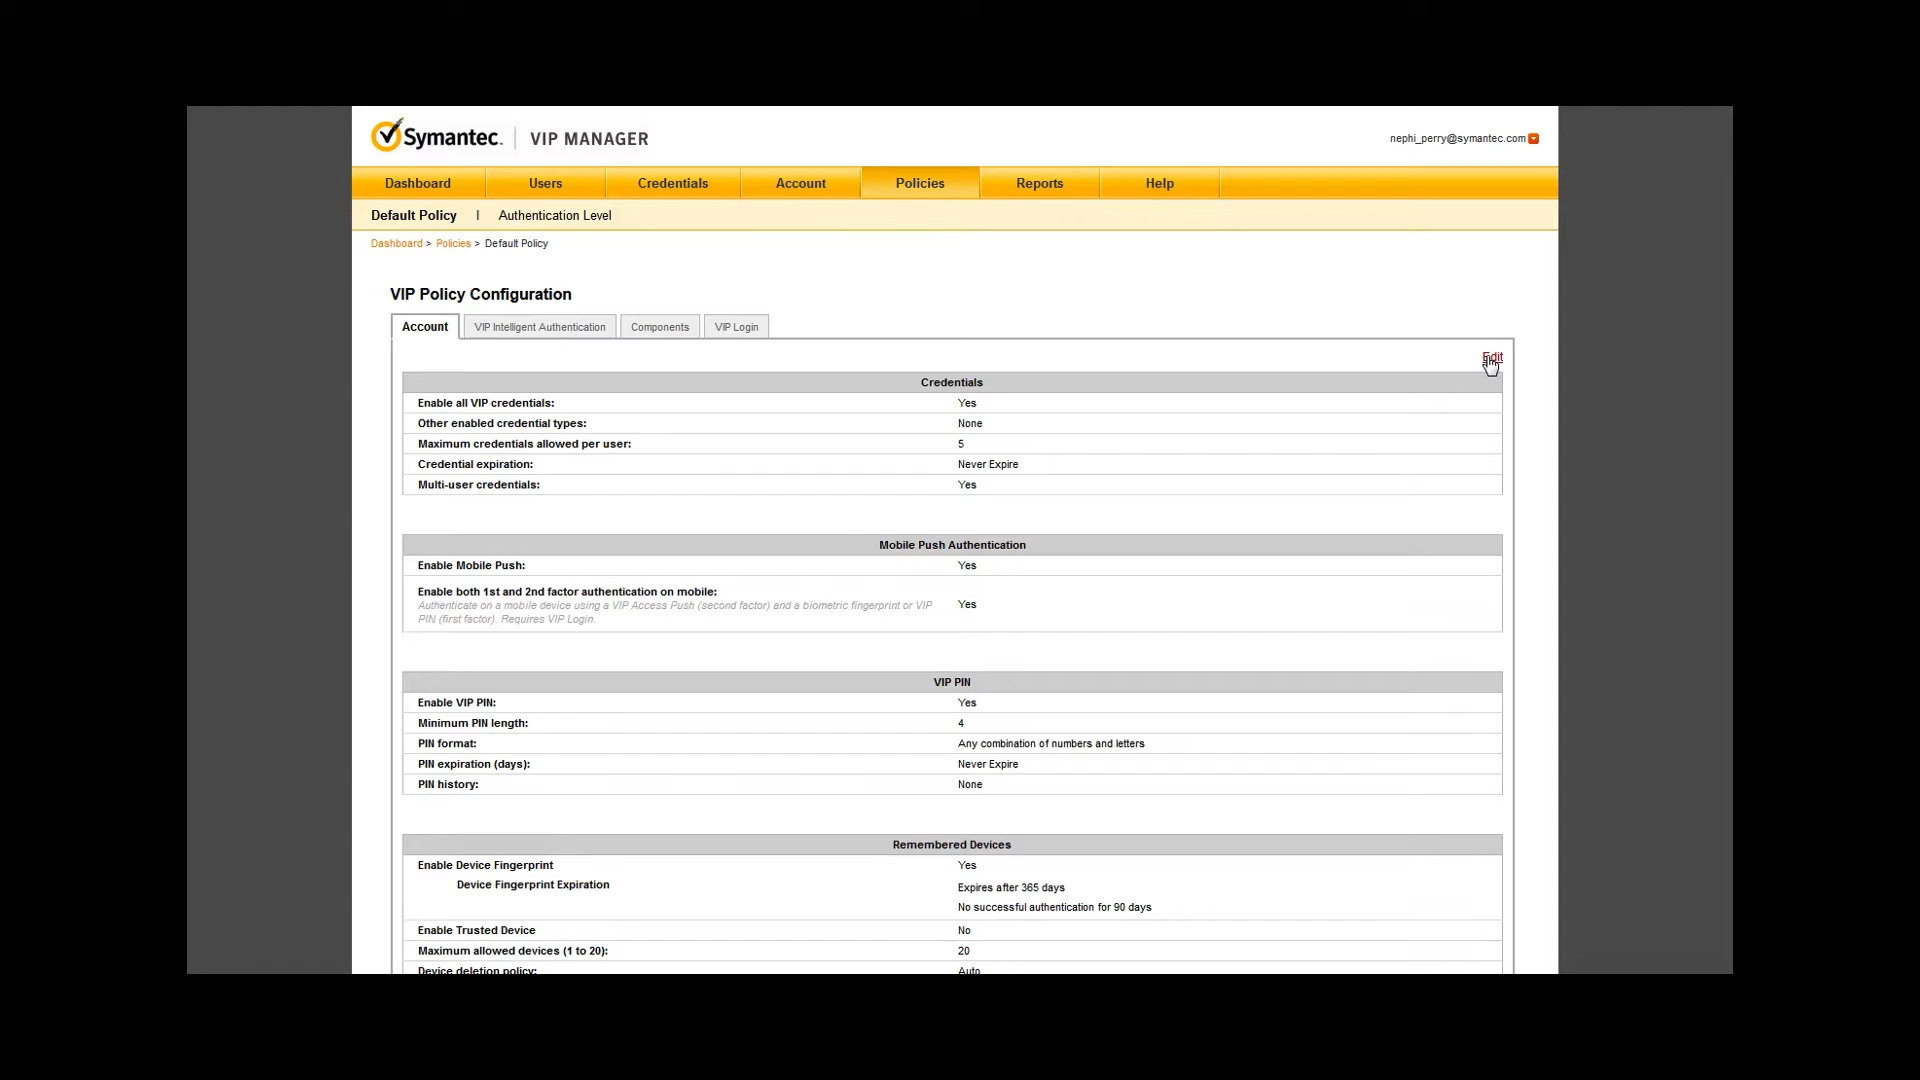 Symantec. VIP MANAGER nephi_perry@symantec.com
Dashboard Users Credentials Account Policies Reports Help
Default Policy | Authentication Level
Dashboard > Policies > Default Policy
VIP Policy Configuration
Account VIP Intelligent Authentication Components VIP Login
Edit
Credentials
Enable all VIP credentials: Yes
Other enabled credential types: None
Maximum credentials allowed per user: 5
Credential expiration: Never Expire
Multi-user credentials: Yes
Mobile Push Authentication
Enable Mobile Push: Yes
Enable both 1st and 2nd factor authentication on mobile:
Authenticate on a mobile device using a VIP Access Push (second factor) and a biometric fingerprint or VIP Yes
PIN (first factor). Requires VIP Login.
VIP PIN
Enable VIP PIN: Yes
Minimum PIN length: 4
PIN format: Any combination of numbers and letters
PIN expiration (days): Never Expire
PIN history: None
Remembered Devices
Enable Device Fingerprint Yes
Device Fingerprint Expiration Expires after 365 days
No successful authentication for 90 days
Enable Trusted Device No
Maximum allowed devices (1 to 20): 20
Device deletion policy: Auto